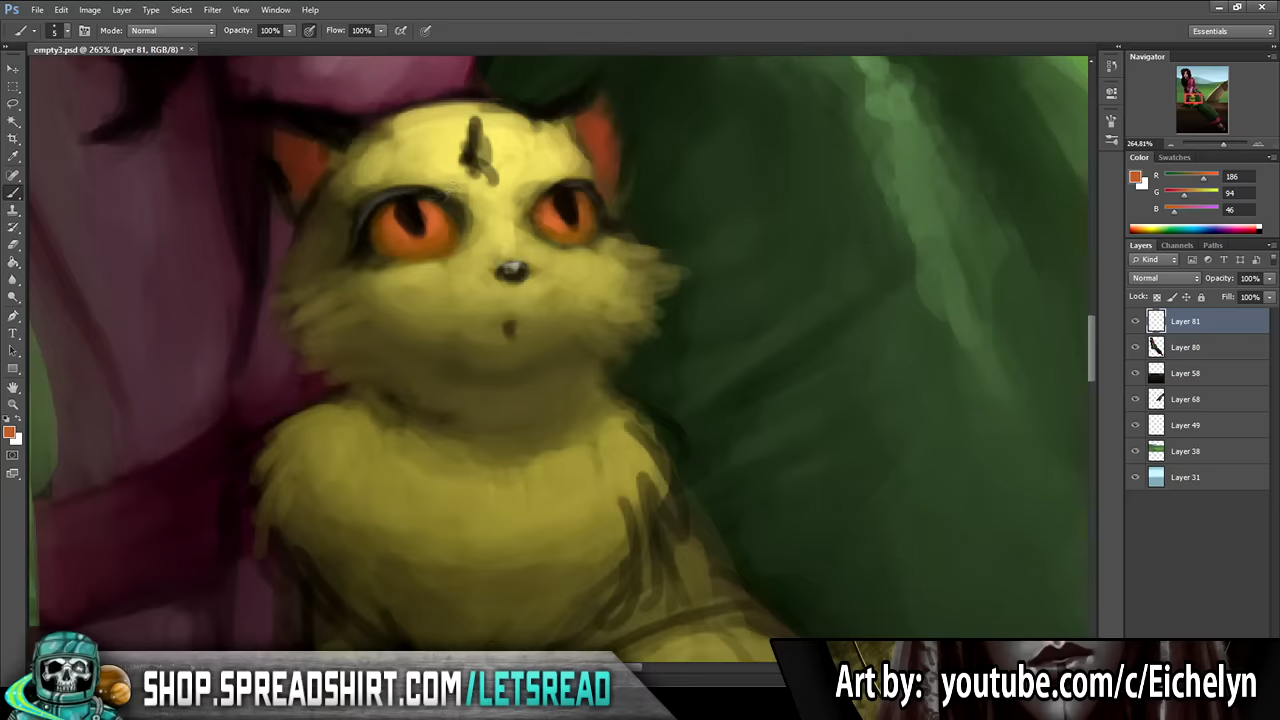 Ps File Edit Image Layer Type Select Filter View Window Help
5 Mode: Normal Opacity: 100% Flow: 100% Essentials
empty3.psd @ 265% (Layer 81, RGB/8) * ×
Navigator
264.81%
Color Swatches
R 186
G 94
B 46
Layers Channels Paths
Kind
Normal Opacity: 100%
Lock: Fill: 100%
Layer 81
Layer 80
Layer 58
Layer 68
Layer 49
Layer 38
Layer 31
SHOP.SPREADSHIRT.COM/LETSREAD
Art by: youtube.com/c/Eichelyn